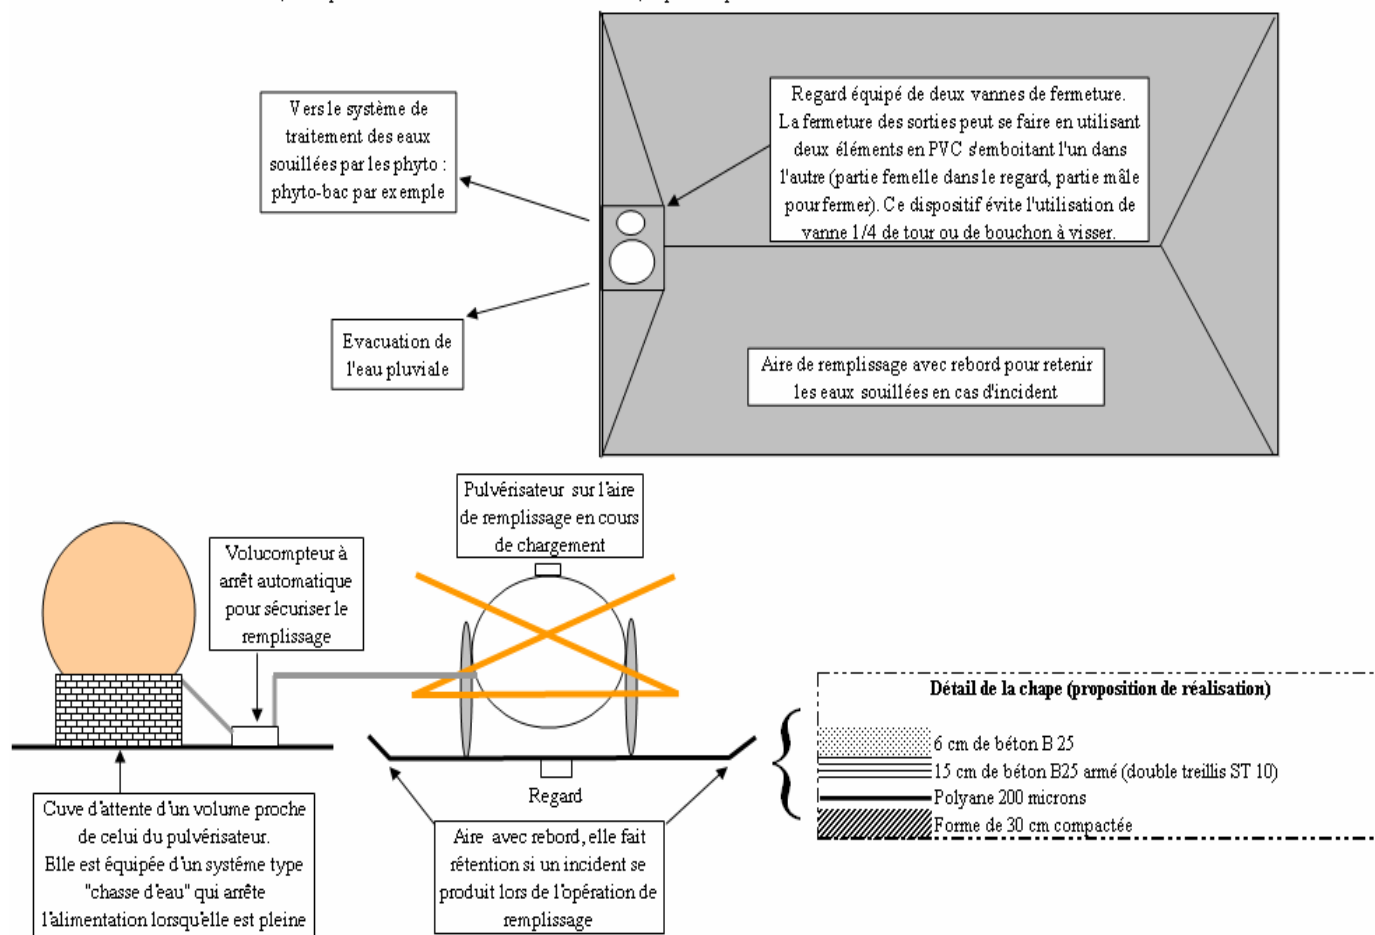 Vers le système de
traitement des eaux
souillées par les phyto :
phyto-bac par exemple
Regard équipé de deux vannes de fermeture.
La fermeture des sorties peut se faire en utilisant
deux éléments en PVC s'emboitant l'un dans
l'autre (partie femelle dans le regard, partie mâle
pour fermer). Ce dispositif évite l'utilisation de
vanne 1/4 de tour ou de bouchon à visser.
Evacuation de
l'eau pluviale
Aire de remplissage avec rebord pour retenir
les eaux souillées en cas d'incident
Pulvérisateur sur l'aire
de remplissage en cours
de chargement
Volucompteur à
arrêt automatique
pour sécuriser le
remplissage
Détail de la chape (proposition de réalisation)
6 cm de béton B 25
15 cm de béton B25 armé (double treillis ST 10)
Polyane 200 microns
Forme de 30 cm compactée
Regard
Cuve d'attente d'un volume proche
de celui du pulvérisateur.
Elle est équipée d'un systéme type
"chasse d'eau" qui arrête
l'alimentation lorsqu'elle est pleine
Aire avec rebord, elle fait
rétention si un incident se
produit lors de l'opération de
remplissage